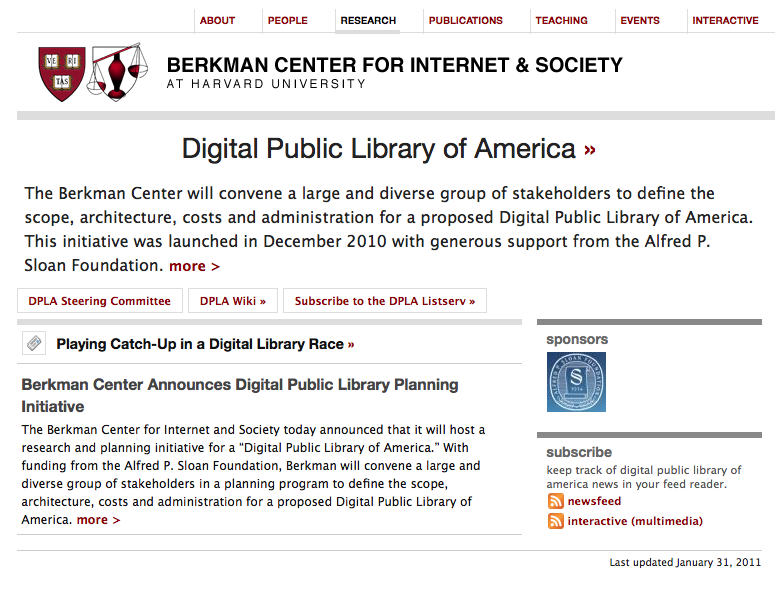 ABOUT PEOPLE RESEARCH PUBLICATIONS TEACHING EVENTS INTERACTIVE
VE RI
TAS
BERKMAN CENTER FOR INTERNET & SOCIETY
AT HARVARD UNIVERSITY
Digital Public Library of America »
The Berkman Center will convene a large and diverse group of stakeholders to define the
scope, architecture, costs and administration for a proposed Digital Public Library of America.
This initiative was launched in December 2010 with generous support from the Alfred P.
Sloan Foundation. more >
DPLA Steering Committee DPLA Wiki » Subscribe to the DPLA Listserv »
Playing Catch-Up in a Digital Library Race »
Berkman Center Announces Digital Public Library Planning
Initiative
The Berkman Center for Internet and Society today announced that it will host a
research and planning initiative for a “Digital Public Library of America.” With
funding from the Alfred P. Sloan Foundation, Berkman will convene a large and
diverse group of stakeholders in a planning program to define the scope,
architecture, costs and administration for a proposed Digital Public Library of
America. more >
sponsors
ALFRED P. SLOAN FOUNDATION
S
1934
subscribe
keep track of digital public library of
america news in your feed reader.
newsfeed
interactive (multimedia)
Last updated January 31, 2011